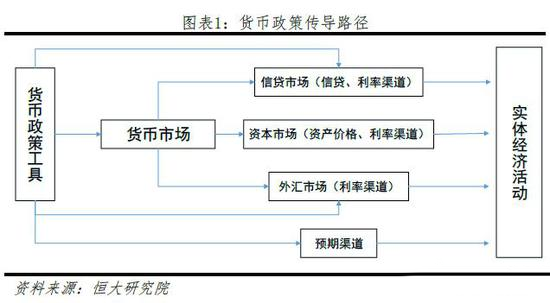 图表1：货币政策传导路径
货币政策工具
货币市场
信贷市场（信贷、利率渠道）
资本市场（资产价格、利率渠道）
外汇市场（利率渠道）
预期渠道
实体经济活动
资料来源：恒大研究院